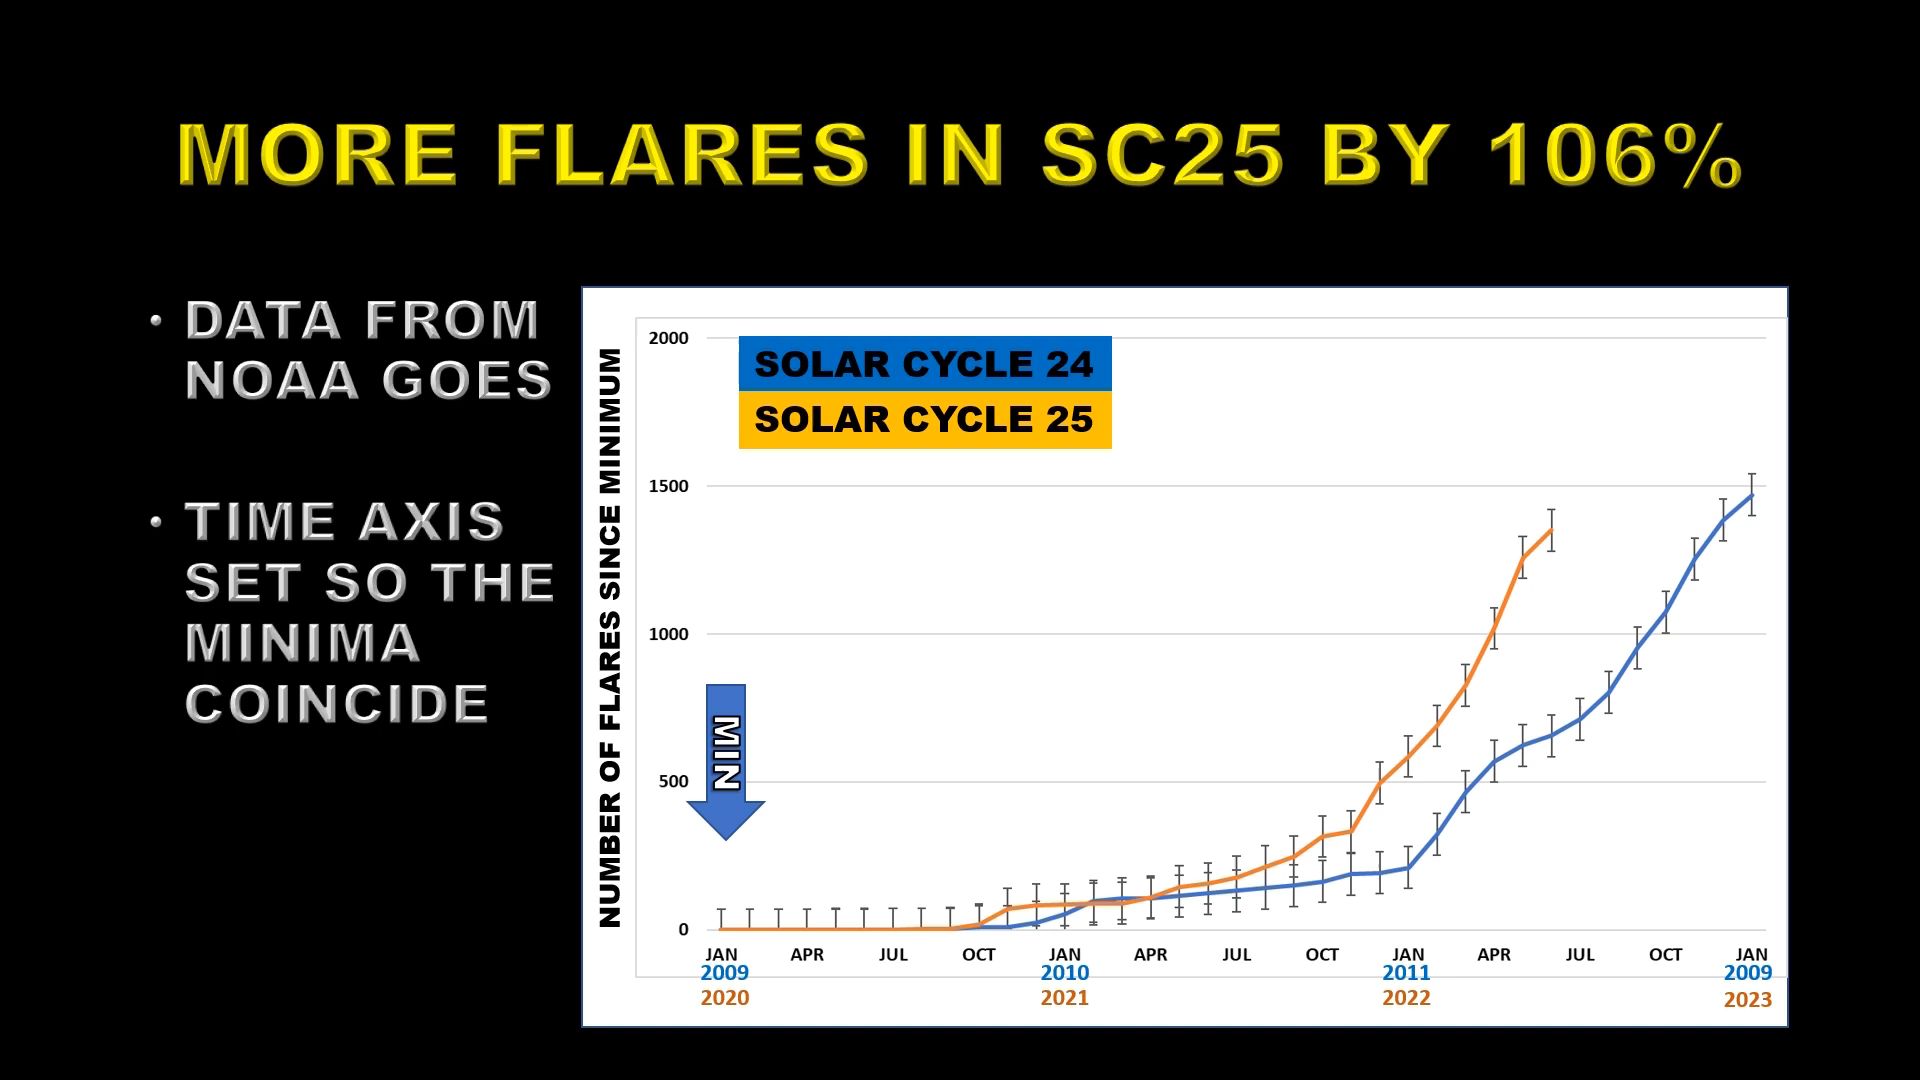 MORE FLARES IN SC25 BY 106%
• DATA FROM
NOAA GOES
• TIME AXIS
SET SO THE
MINIMA
COINCIDE
NUMBER OF FLARES SINCE MINIMUM
SOLAR CYCLE 24
SOLAR CYCLE 25
2000
1500
1000
500
0
MIN
JAN APR JUL OCT JAN APR JUL OCT JAN APR JUL OCT JAN
2009 2010 2011 2009
2020 2021 2022 2023